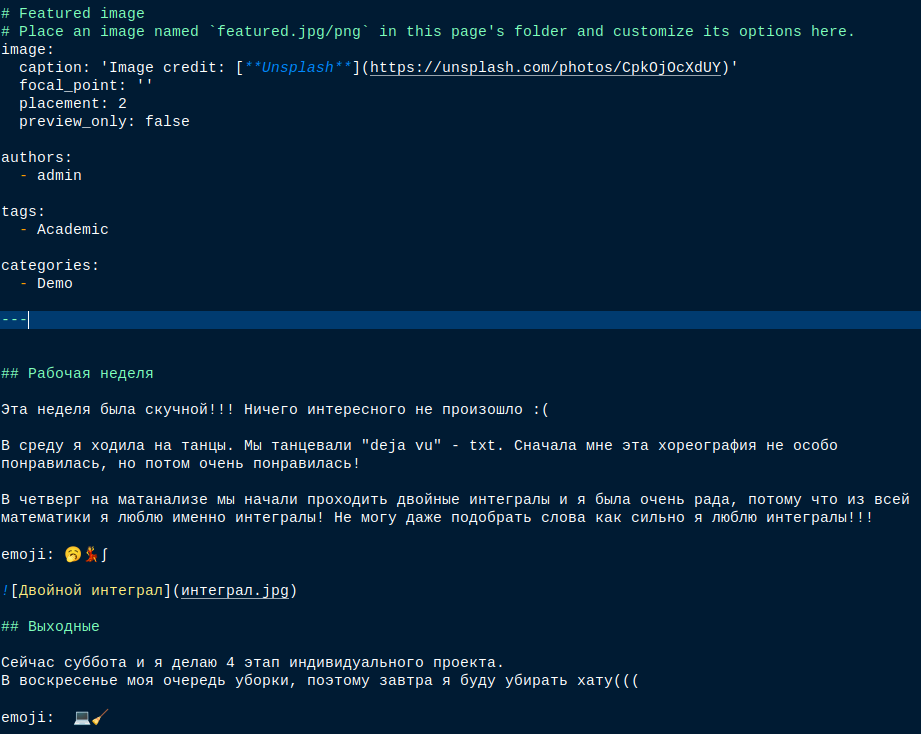 # Featured image
# Place an image named `featured.jpg/png` in this page's folder and customize its options here.
image:
  caption: 'Image credit: [**Unsplash**](https://unsplash.com/photos/CpkOjOcXdUY)'
  focal_point: ''
  placement: 2
  preview_only: false
authors:
  - admin
tags:
  - Academic
categories:
  - Demo
---
## Рабочая неделя
Эта неделя была скучной!!! Ничего интересного не произошло :(
В среду я ходила на танцы. Мы танцевали "deja vu" - txt. Сначала мне эта хореография не особо
понравилась, но потом очень понравилась!
В четверг на матанализе мы начали проходить двойные интегралы и я была очень рада, потому что из всей
математики я люблю именно интегралы! Не могу даже подобрать слова как сильно я люблю интегралы!!!
emoji: 🥱💃∫
![Двойной интеграл](интеграл.jpg)
## Выходные
Сейчас суббота и я делаю 4 этап индивидуального проекта.
В воскресенье моя очередь уборки, поэтому завтра я буду убирать хату(((
emoji:  💻🧹